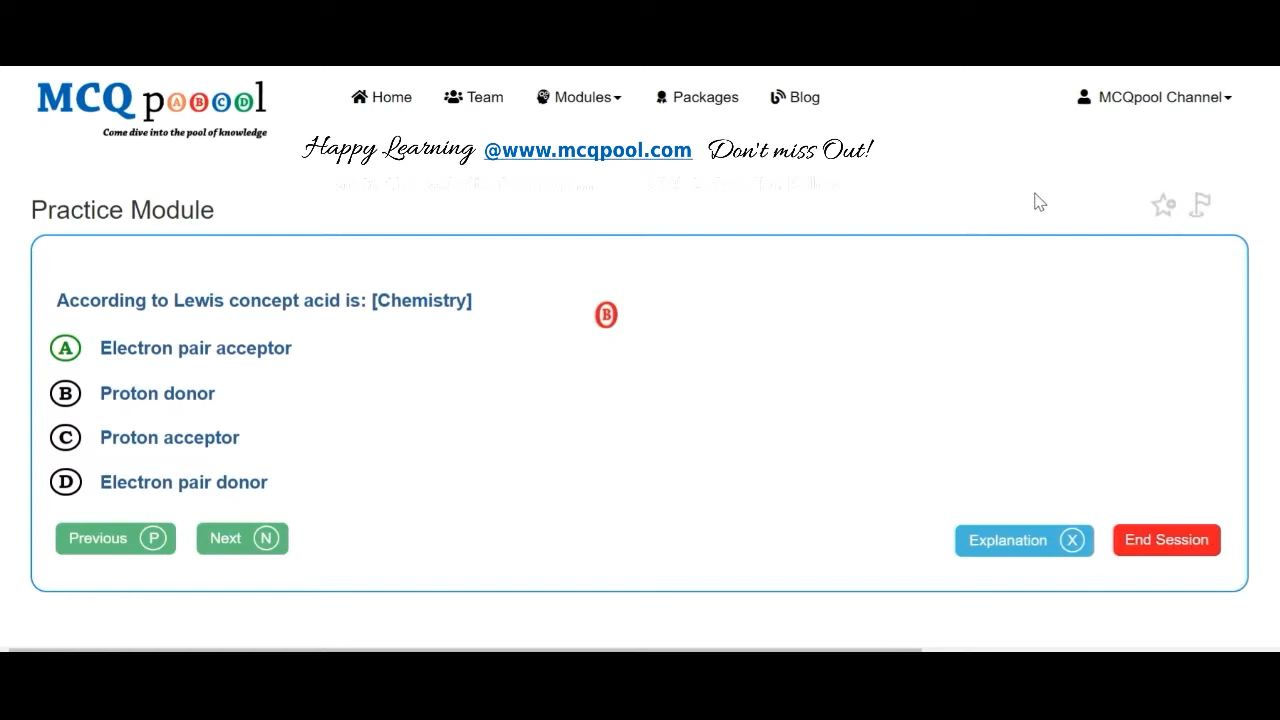 MCQ pooool
Come dive into the pool of knowledge
Home Team Modules Packages Blog MCQpool Channel
Happy Learning @www.mcqpool.com Don't miss Out!
Practice Module
According to Lewis concept acid is: [Chemistry]
B
A Electron pair acceptor
B Proton donor
C Proton acceptor
D Electron pair donor
Previous P Next N Explanation X End Session